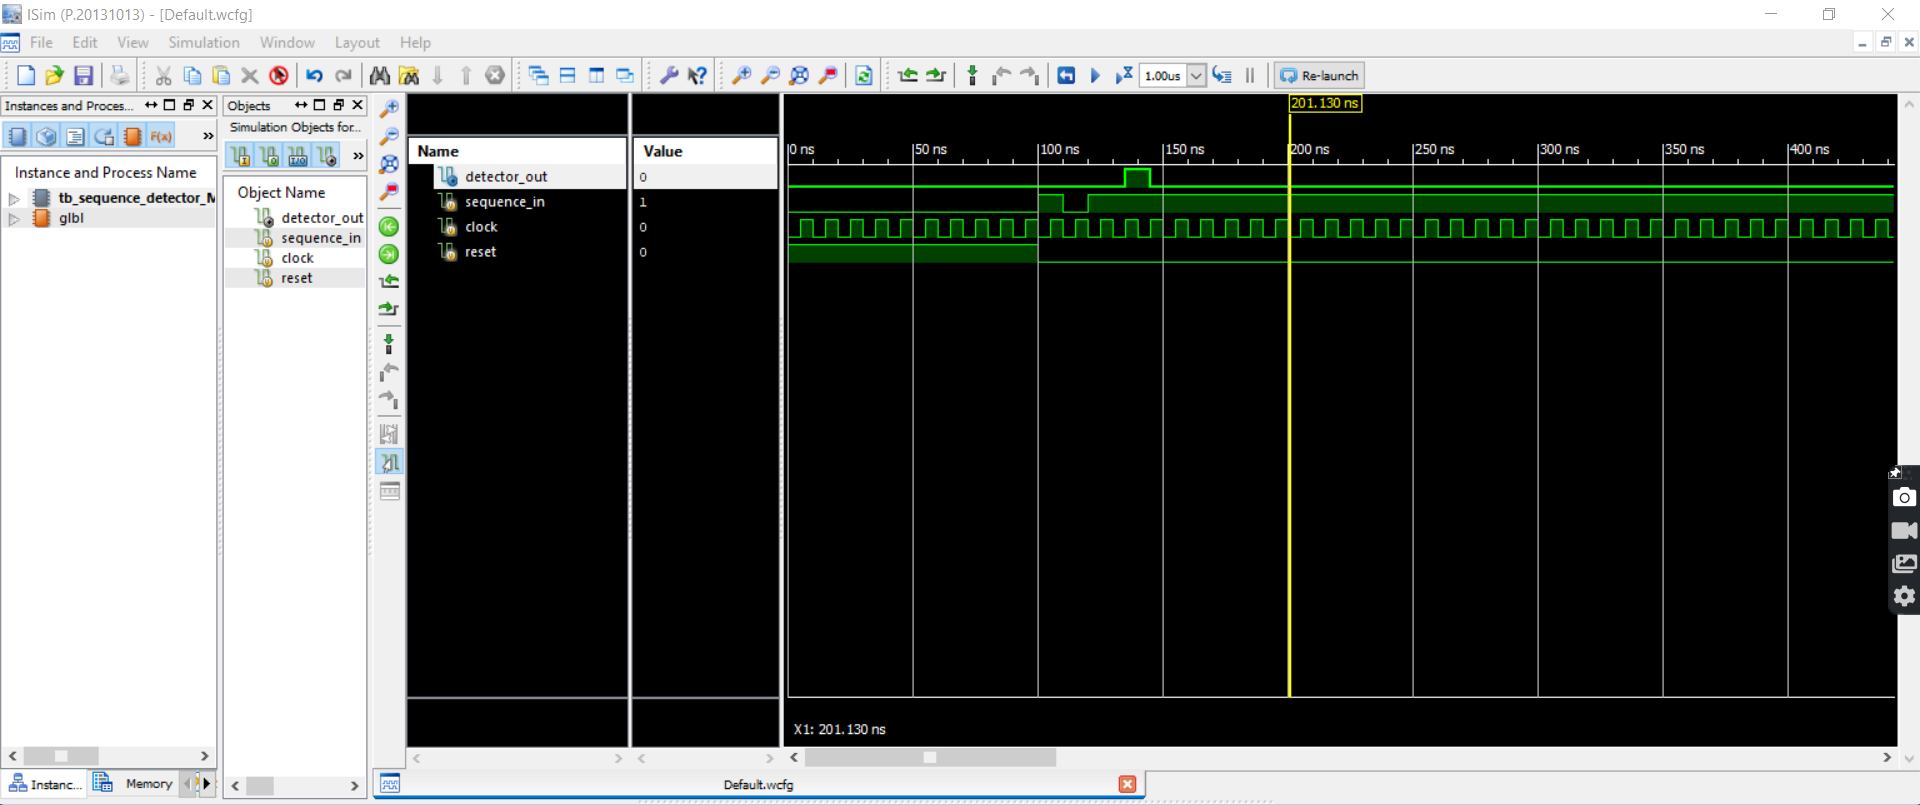 ISim (P.20131013) - [Default.wcfg]
File Edit View Simulation Window Layout Help
1.00us Re-launch
Instances and Proces...
Objects
Simulation Objects for...
F(x)
Instance and Process Name
tb_sequence_detector_M
glbl
Object Name
detector_out
sequence_in
clock
reset
Name Value
detector_out 0
sequence_in 1
clock 0
reset 0
201.130 ns
0 ns 50 ns 100 ns 150 ns 200 ns 250 ns 300 ns 350 ns 400 ns
X1: 201.130 ns
Instanc... Memory
Default.wcfg